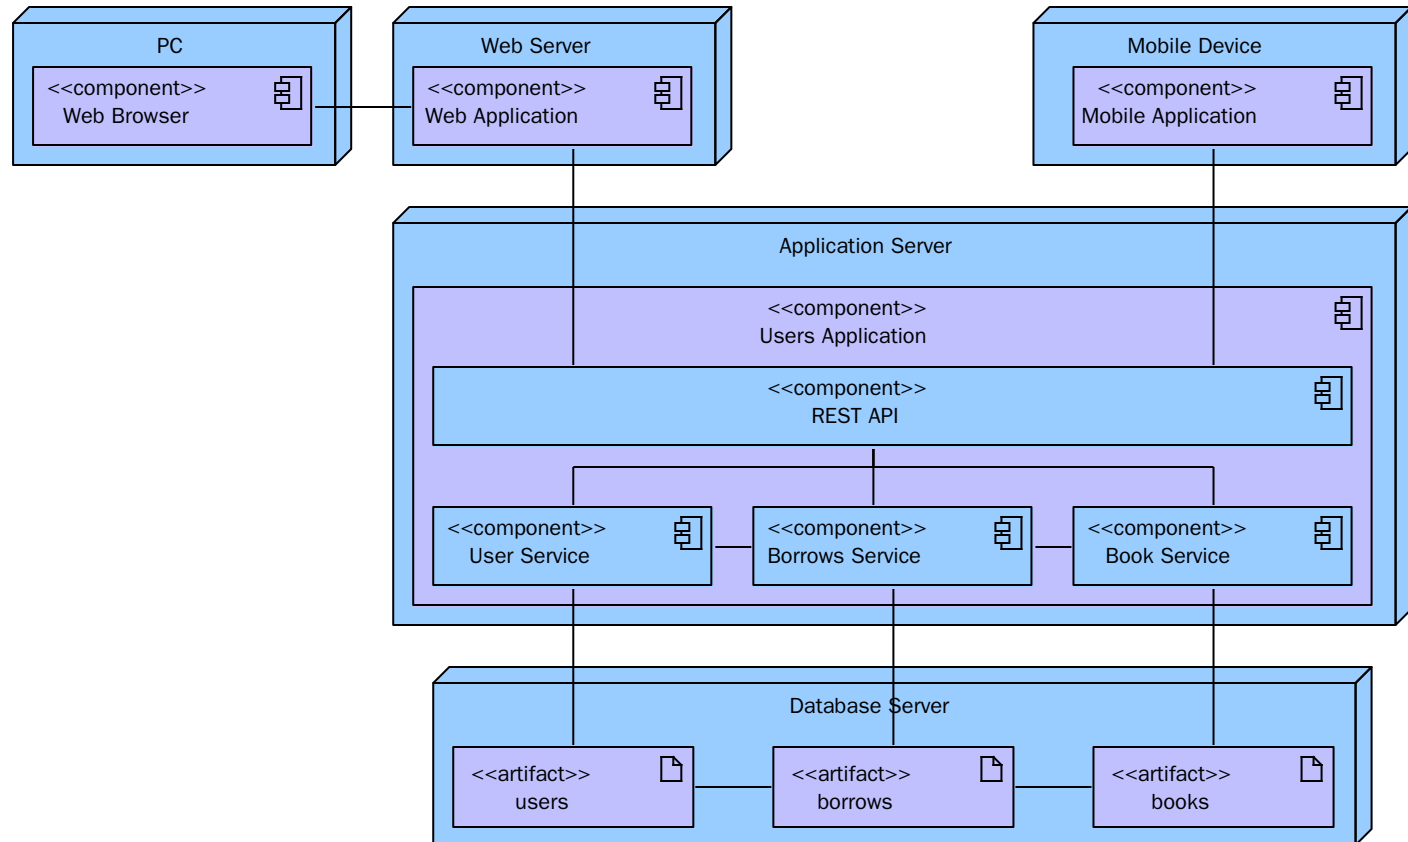 PC
<<component>>
Web Browser
Web Server
<<component>>
Web Application
Mobile Device
<<component>>
Mobile Application
Application Server
<<component>>
Users Application
<<component>>
REST API
<<component>>
User Service
<<component>>
Borrows Service
<<component>>
Book Service
Database Server
<<artifact>>
users
<<artifact>>
borrows
<<artifact>>
books